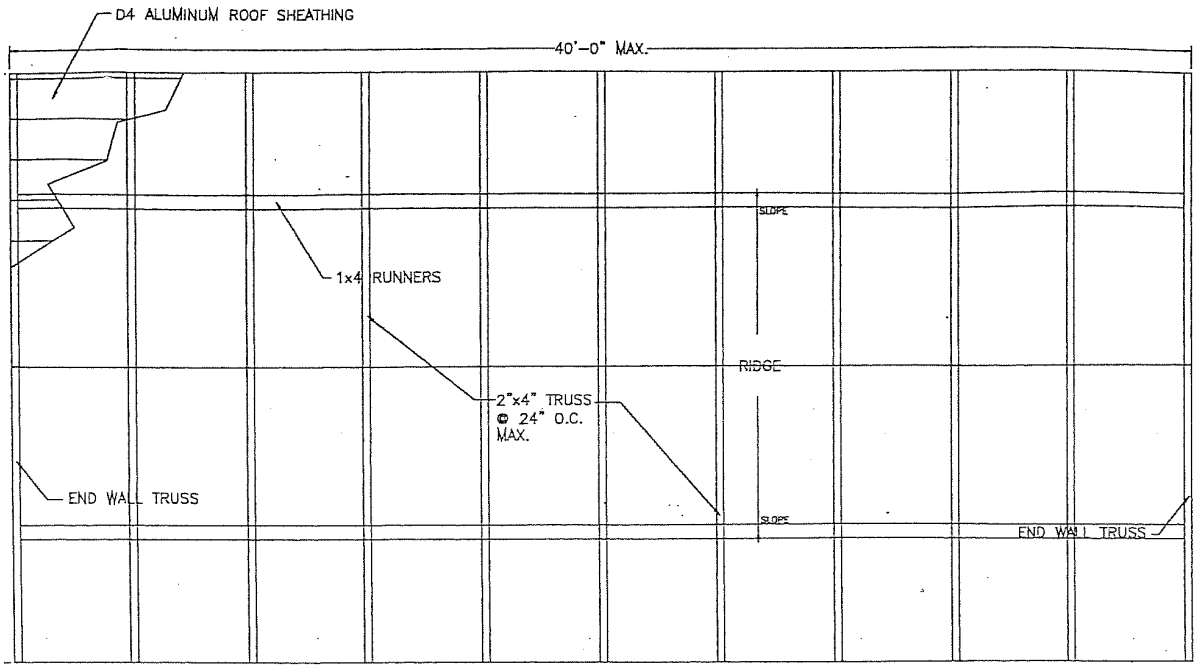 D4 ALUMINUM ROOF SHEATHING
40'-0" MAX.
SLOPE
1x4 RUNNERS
RIDGE
2"x4" TRUSS
@ 24" O.C.
MAX.
END WALL TRUSS
SLOPE
END WALL TRUSS